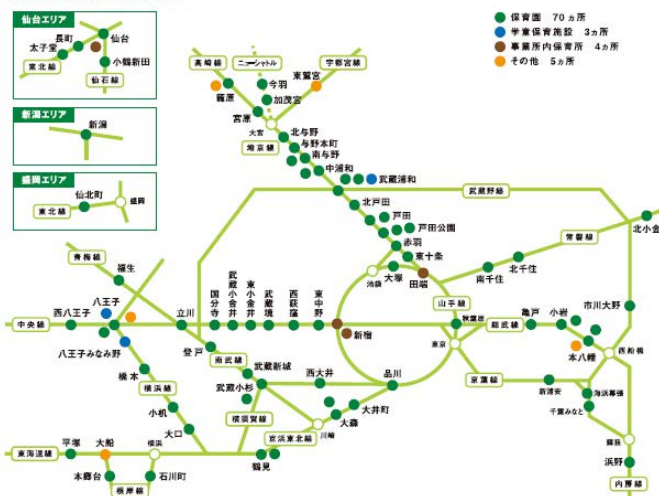 仙台エリア
仙台
長町
太子堂
東北線
小鶴新田
仙石線
新潟エリア
新潟
盛岡エリア
仙北町
盛岡
東北線
保育園 70ヵ所
学童保育施設 3ヵ所
事業所内保育所 4ヵ所
その他 5ヵ所
高崎線
ニューシャトル
宇都宮線
東鷲宮
今羽
籠原
加茂宮
宮原
大宮
北与野
埼京線
与野本町
南与野
中浦和
武蔵浦和
武蔵野線
北戸田
戸田
戸田公園
北小金
常磐線
赤羽
東十条
北千住
南千住
青梅線
福生
池袋
大塚
田端
八王子
西八王子
中央線
立川
国分寺
武蔵小金井
東小金井
武蔵境
西荻窪
東中野
新宿
山手線
秋葉原
総武線
亀戸
小岩
市川大野
本八幡
西船橋
東京
八王子みなみ野
登戸
南武線
武蔵新城
西大井
品川
京葉線
新浦安
海浜幕張
千葉みなと
橋本
横浜線
武蔵小杉
小机
横須賀線
大井町
大森
大口
京浜東北線
川崎
蘇我
東海道線
平塚
大船
横浜
鶴見
浜野
本郷台
石川町
根岸線
内房線